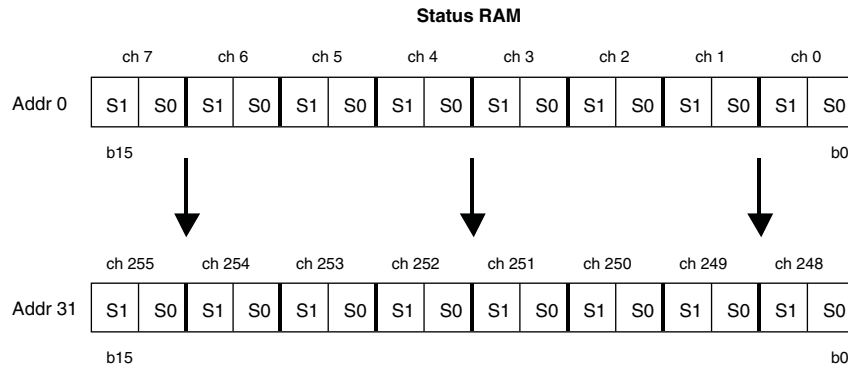 Status RAM
ch 7 ch 6 ch 5 ch 4 ch 3 ch 2 ch 1 ch 0
Addr 0 S1 S0 S1 S0 S1 S0 S1 S0 S1 S0 S1 S0 S1 S0 S1 S0
b15 b0
ch 255 ch 254 ch 253 ch 252 ch 251 ch 250 ch 249 ch 248
Addr 31 S1 S0 S1 S0 S1 S0 S1 S0 S1 S0 S1 S0 S1 S0 S1 S0
b15 b0